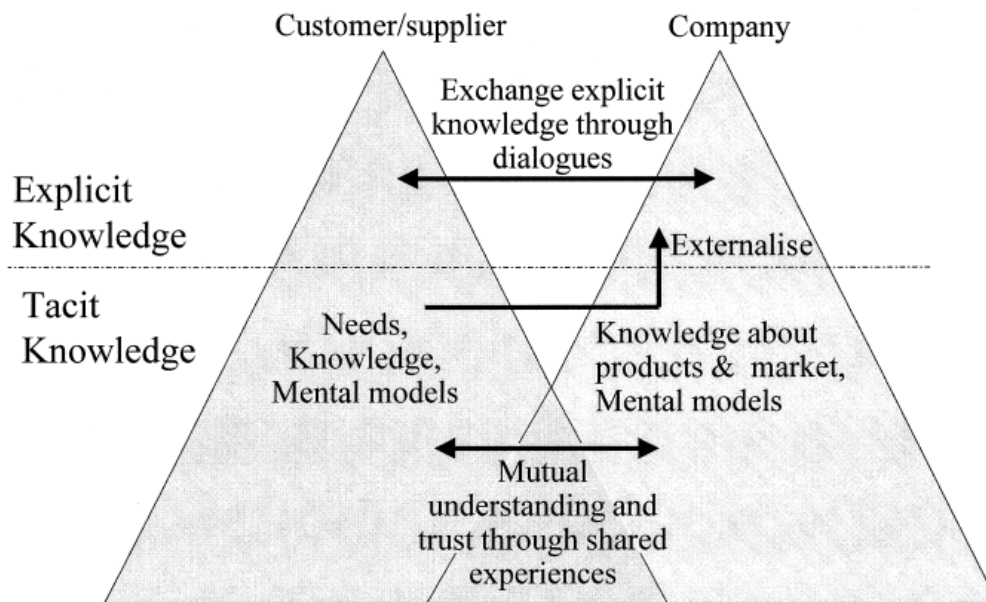 Customer/supplier
Company
Exchange explicit
knowledge through
dialogues
Explicit
Knowledge
Externalise
Tacit
Knowledge
Needs,
Knowledge,
Mental models
Knowledge about
products & market,
Mental models
Mutual
understanding and
trust through shared
experiences